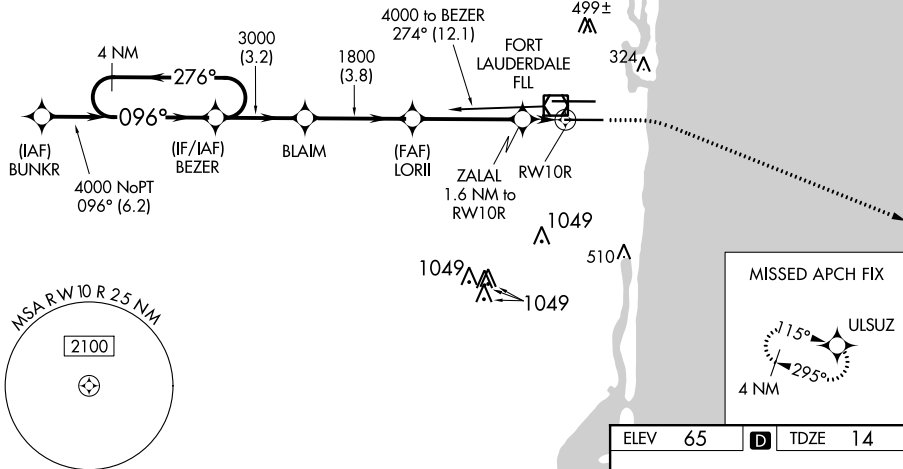 499±
4000 to BEZER
274° (12.1)
4 NM
3000
(3.2)
1800
(3.8)
FORT
LAUDERDALE
FLL
324
276°
096°
(IAF)
BUNKR
(IF/IAF)
BEZER
BLAIM
(FAF)
LORII
ZALAL
1.6 NM to
RW10R
RW10R
4000 NoPT
096° (6.2)
1049
510
1049
1049
MSA RW 10 R 25 NM
2100
MISSED APCH FIX
ULSUZ
115°
295°
4 NM
ELEV 65 D TDZE 14